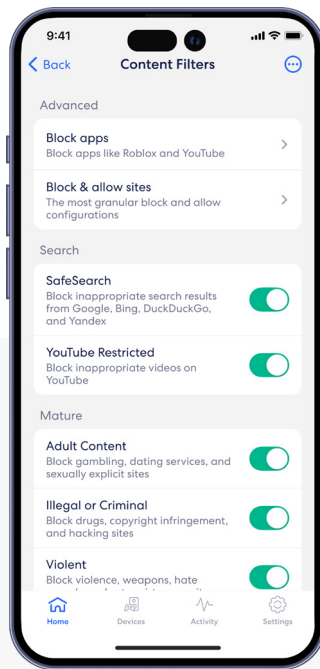 9:41
Back
Content Filters
Advanced
Block apps
Block apps like Roblox and YouTube
Block & allow sites
The most granular block and allow
configurations
Search
SafeSearch
Block inappropriate search results
from Google, Bing, DuckDuckGo,
and Yandex
YouTube Restricted
Block inappropriate videos on
YouTube
Mature
Adult Content
Block gambling, dating services, and
sexually explicit sites
Illegal or Criminal
Block drugs, copyright infringement,
and hacking sites
Violent
Block violence, weapons, hate
Home
Devices
Activity
Settings